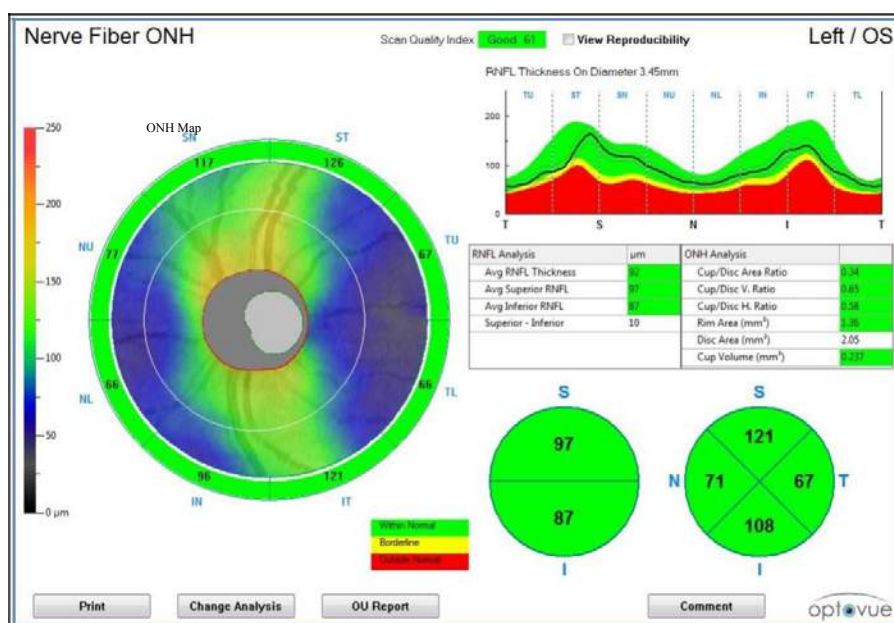 Nerve Fiber ONH
Scan Quality Index Good 61 View Reproducibility
Left / OS
RNFL Thickness On Diameter 3.45mm
TU ST SN NU NL IN IT TL
200
100
0
T S N I T
250
200
150
100
50
0 µm
ONH Map
SN ST
117 126
NU TU
77 67
NL TL
66 66
IN IT
96 121
RNFL Analysis µm
Avg RNFL Thickness 92
Avg Superior RNFL 97
Avg Inferior RNFL 87
Superior - Inferior 10
ONH Analysis
Cup/Disc Area Ratio 0.34
Cup/Disc V. Ratio 0.65
Cup/Disc H. Ratio 0.58
Rim Area (mm²) 1.36
Disc Area (mm²) 2.05
Cup Volume (mm³) 0.237
S
97
87
I
S
121
N 71 67 T
108
I
Within Normal
Borderline
Outside Normal
Print
Change Analysis
OU Report
Comment
optovue